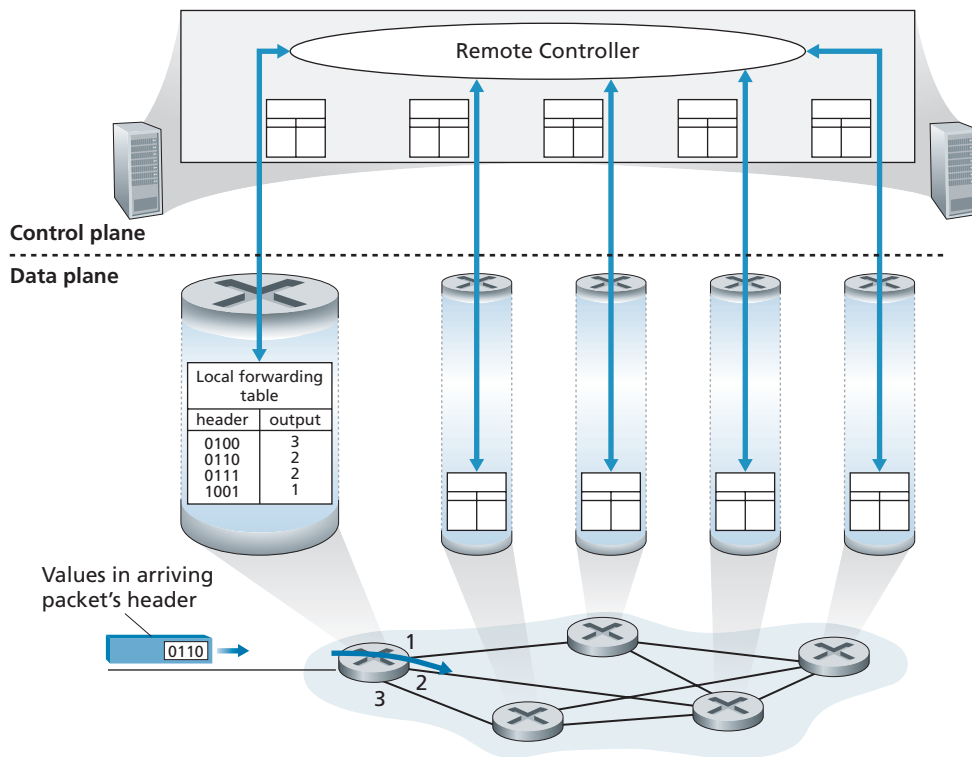 Remote Controller
Control plane
Data plane
Local forwarding
table
header output
0100 3
0110 2
0111 2
1001 1
Values in arriving
packet's header
0110
1
2
3